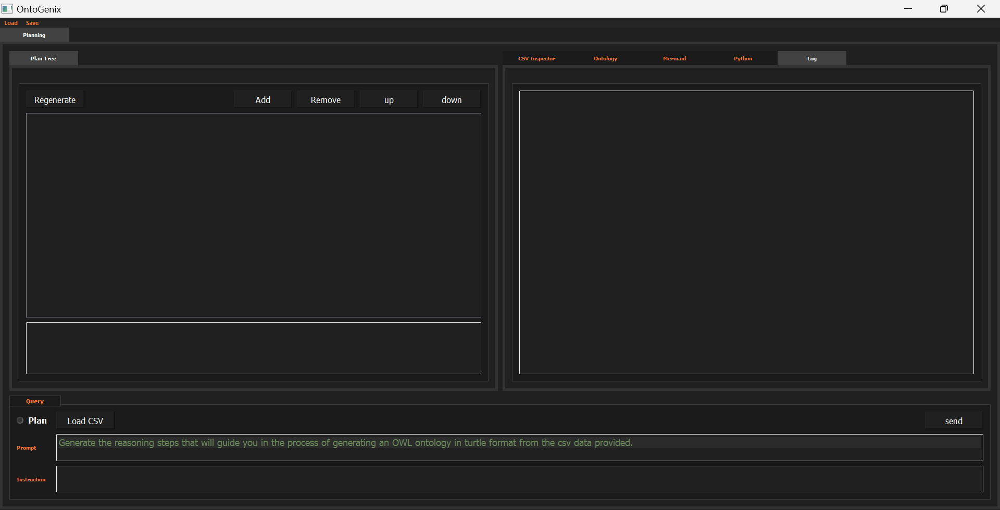 OntoGenix
Load Save
Planning
Plan Tree
CSV Inspector Ontology Mermaid Python Log
Regenerate Add Remove up down
Query
Plan Load CSV send
Prompt Generate the reasoning steps that will guide you in the process of generating an OWL ontology in turtle format from the csv data provided.
Instruction